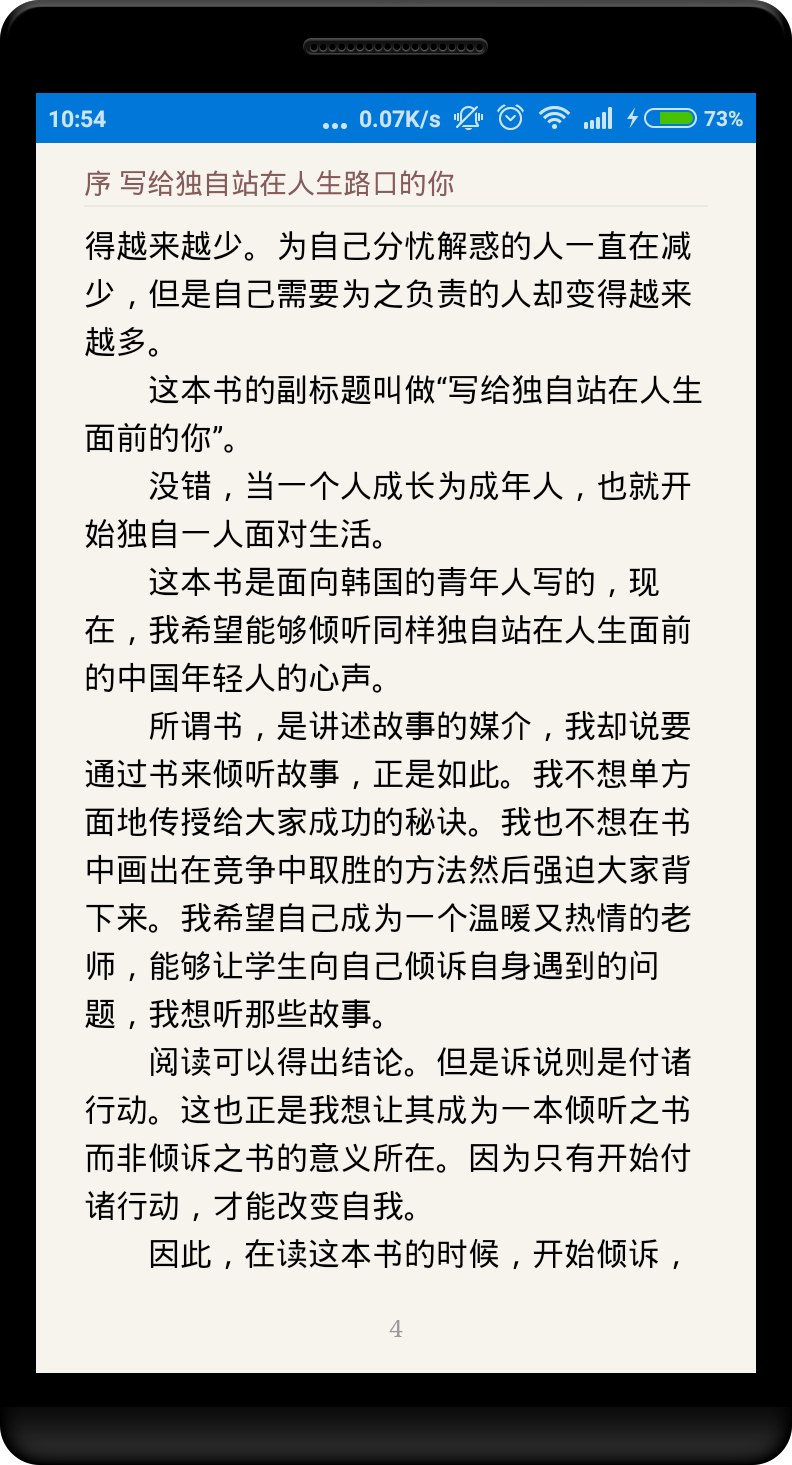 10:54 ... 0.07K/s 73%
序 写给独自站在人生路口的你
得越来越少。为自己分忧解惑的人一直在减
少，但是自己需要为之负责的人却变得越来
越多。
这本书的副标题叫做“写给独自站在人生
面前的你”。
没错，当一个人成长为成年人，也就开
始独自一人面对生活。
这本书是面向韩国的青年人写的，现
在，我希望能够倾听同样独自站在人生面前
的中国年轻人的心声。
所谓书，是讲述故事的媒介，我却说要
通过书来倾听故事，正是如此。我不想单方
面地传授给大家成功的秘诀。我也不想在书
中画出在竞争中取胜的方法然后强迫大家背
下来。我希望自己成为一个温暖又热情的老
师，能够让学生向自己倾诉自身遇到的问
题，我想听那些故事。
阅读可以得出结论。但是诉说则是付诸
行动。这也正是我想让其成为一本倾听之书
而非倾诉之书的意义所在。因为只有开始付
诸行动，才能改变自我。
因此，在读这本书的时候，开始倾诉，
4